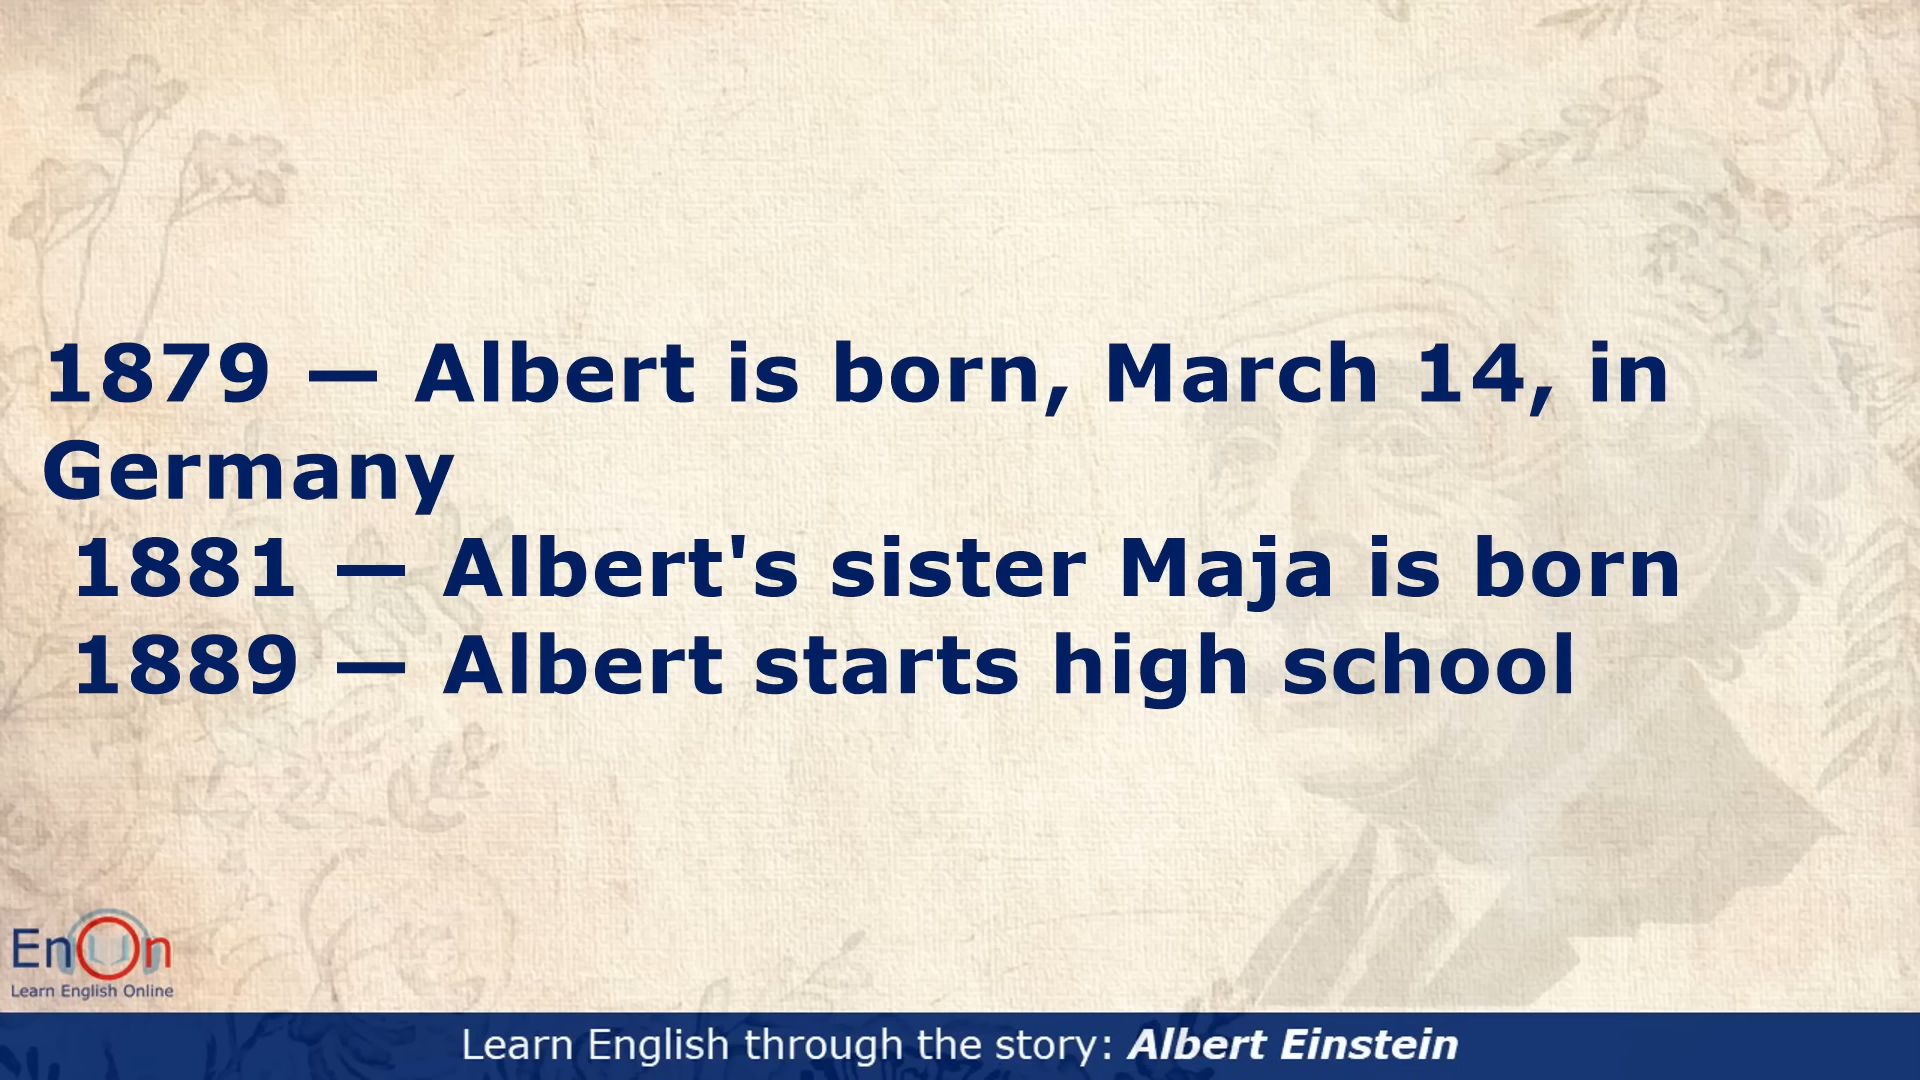 1879 — Albert is born, March 14, in
Germany
1881 — Albert's sister Maja is born
1889 — Albert starts high school
EnOn
Learn English Online
Learn English through the story: Albert Einstein